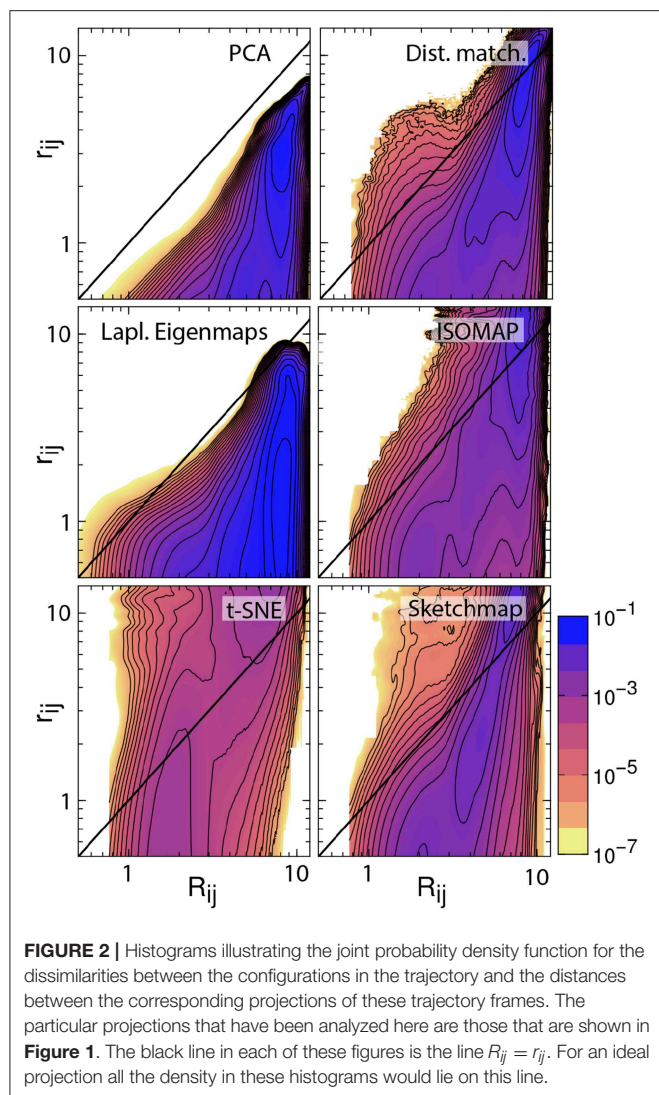 PCA
Dist. match.
10
r_ij
1
Lapl. Eigenmaps
ISOMAP
10
r_ij
1
t-SNE
Sketchmap
10
r_ij
1
10^-1
10^-3
10^-5
10^-7
1 R_ij 10
1 R_ij 10
FIGURE 2 | Histograms illustrating the joint probability density function for the
dissimilarities between the configurations in the trajectory and the distances
between the corresponding projections of these trajectory frames. The
particular projections that have been analyzed here are those that are shown in
Figure 1. The black line in each of these figures is the line R_ij = r_ij. For an ideal
projection all the density in these histograms would lie on this line.